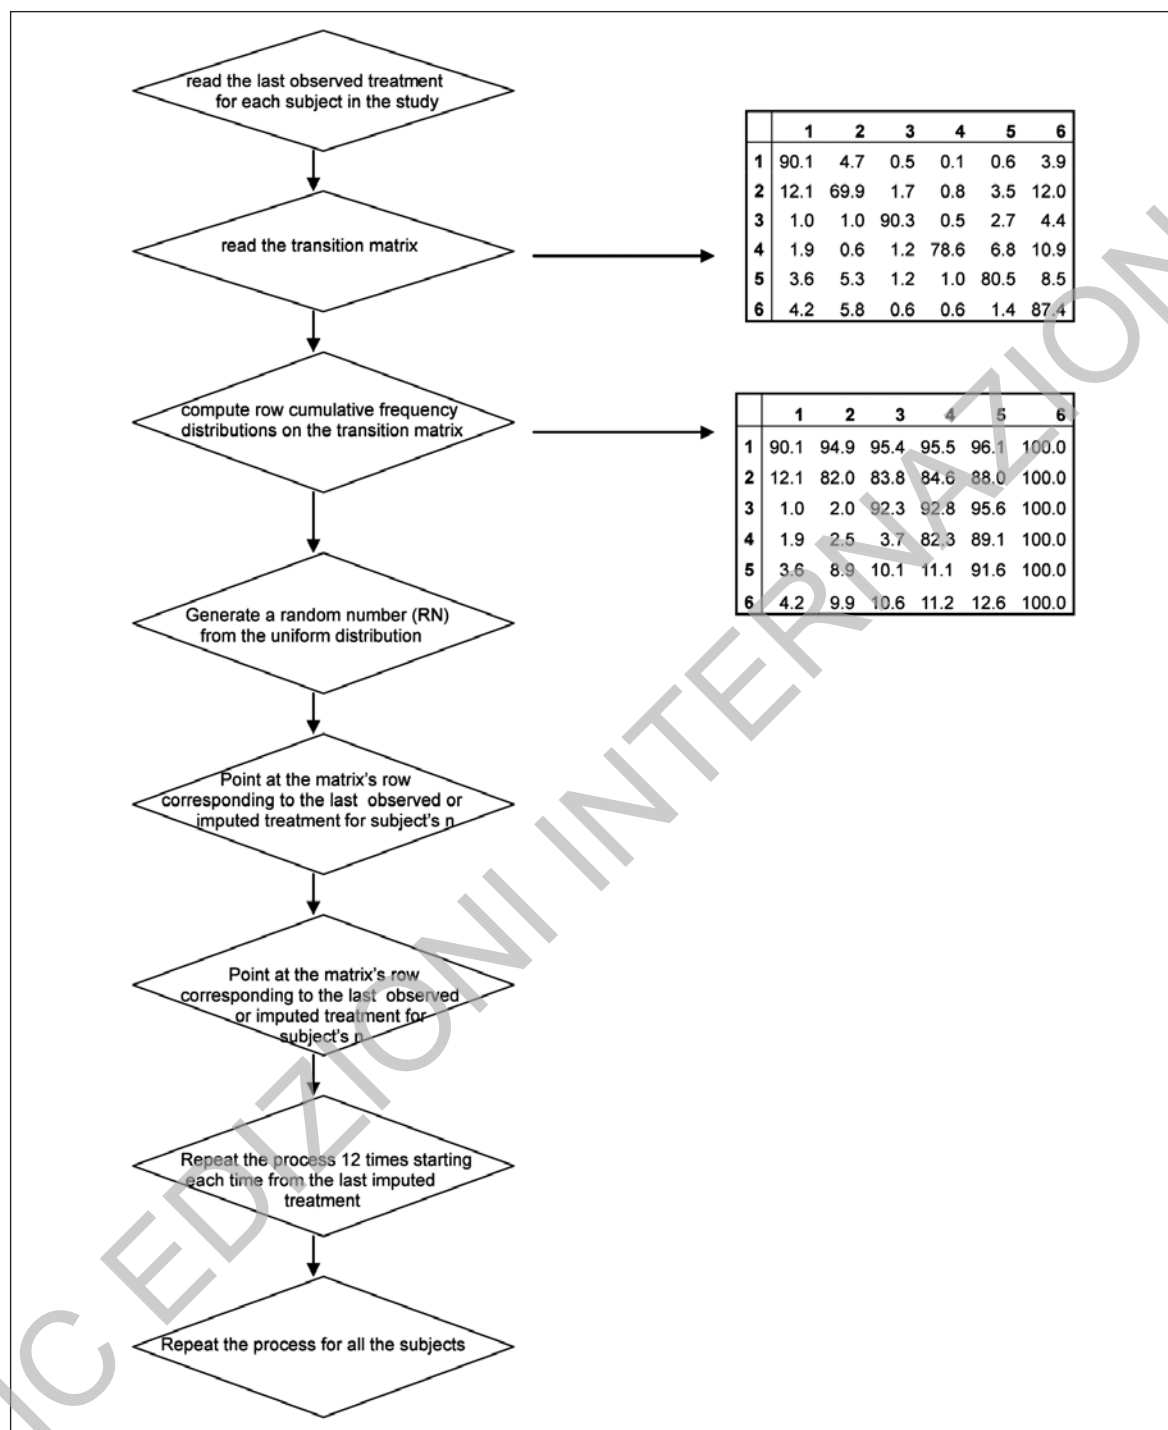 read the last observed treatment
for each subject in the study
read the transition matrix
1 2 3 4 5 6
1 90.1 4.7 0.5 0.1 0.6 3.9
2 12.1 69.9 1.7 0.8 3.5 12.0
3 1.0 1.0 90.3 0.5 2.7 4.4
4 1.9 0.6 1.2 78.6 6.8 10.9
5 3.6 5.3 1.2 1.0 80.5 8.5
6 4.2 5.8 0.6 0.6 1.4 87.4
compute row cumulative frequency
distributions on the transition matrix
1 2 3 4 5 6
1 90.1 94.9 95.4 95.5 96.1 100.0
2 12.1 82.0 83.8 84.6 88.0 100.0
3 1.0 2.0 92.3 92.8 95.6 100.0
4 1.9 2.5 3.7 82.3 89.1 100.0
5 3.6 8.9 10.1 11.1 91.6 100.0
6 4.2 9.9 10.6 11.2 12.6 100.0
Generate a random number (RN)
from the uniform distribution
Point at the matrix's row
corresponding to the last observed or
imputed treatment for subject's n
Point at the matrix's row
corresponding to the last observed
or imputed treatment for
subject's n
Repeat the process 12 times starting
each time from the last imputed
treatment
Repeat the process for all the subjects
IC EDIZIONI INTERNAZION